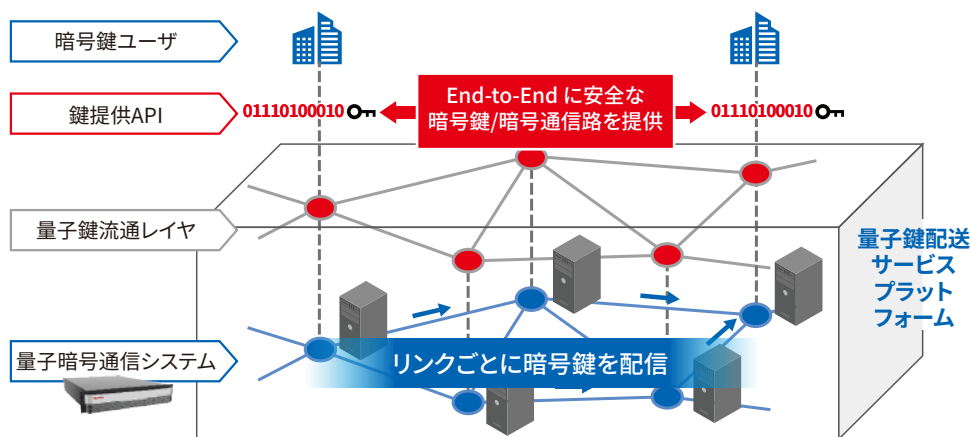 暗号鍵ユーザ
鍵提供API
01110100010
End-to-End に安全な
暗号鍵/暗号通信路を提供
01110100010
量子鍵流通レイヤ
量子鍵配送
サービス
プラット
フォーム
量子暗号通信システム
リンクごとに暗号鍵を配信